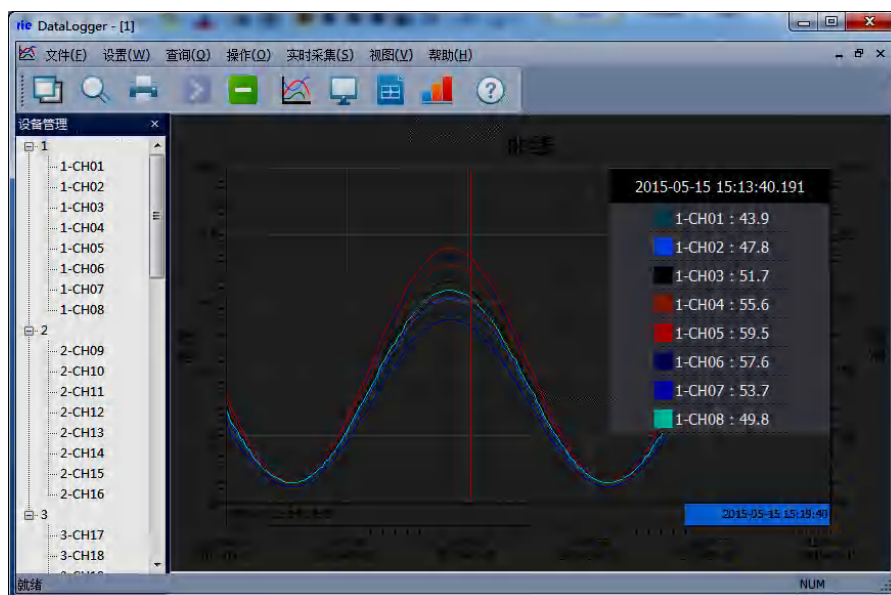 rie DataLogger - [1]
文件(F) 设置(W) 查询(Q) 操作(O) 实时采集(S) 视图(V) 帮助(H)
设备管理
1
1-CH01
1-CH02
1-CH03
1-CH04
1-CH05
1-CH06
1-CH07
1-CH08
2
2-CH09
2-CH10
2-CH11
2-CH12
2-CH13
2-CH14
2-CH15
2-CH16
3
3-CH17
3-CH18
2015-05-15 15:13:40.191
1-CH01 : 43.9
1-CH02 : 47.8
1-CH03 : 51.7
1-CH04 : 55.6
1-CH05 : 59.5
1-CH06 : 57.6
1-CH07 : 53.7
1-CH08 : 49.8
2015-05-15 15:19:40
就绪
NUM